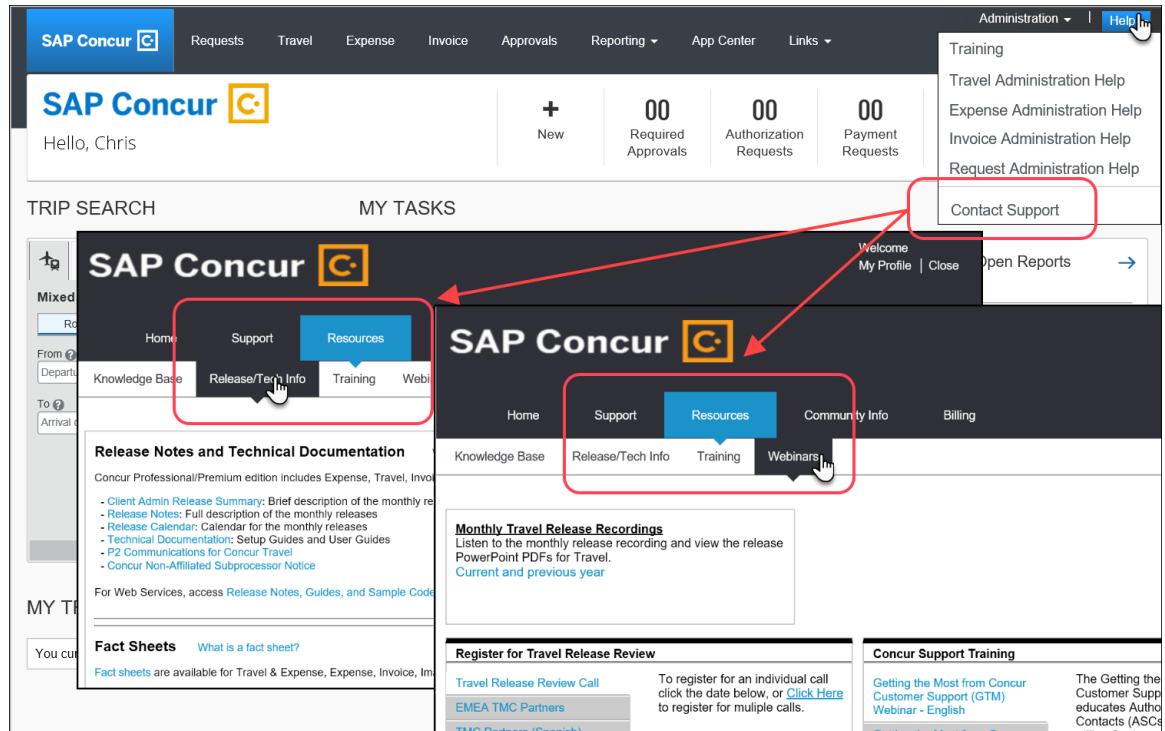 Administration | Help
SAP Concur Requests Travel Expense Invoice Approvals Reporting App Center Links
Training
Travel Administration Help
Expense Administration Help
Invoice Administration Help
Request Administration Help
Contact Support
SAP Concur
Hello, Chris
+ 00 00 00
New Required Authorization Payment
Approvals Requests Requests
TRIP SEARCH MY TASKS
Open Reports
Mixed
From
To
Arrival
MY
You
SAP Concur
Welcome
My Profile | Close
Home Support Resources
Knowledge Base Release/Tech Info Training
Release Notes and Technical Documentation
Concur Professional/Premium edition includes Expense, Travel,
- Client Admin Release Summary: Brief description of the monthly
- Release Notes: Full description of the monthly releases
- Release Calendar: Calendar for the monthly releases
- Technical Documentation: Setup Guides and User Guides
- P2 Communications for Concur Travel
- Concur Non-Affiliated Subprocessor Notice
For Web Services, access Release Notes, Guides, and Sample Code
Fact Sheets What is a fact sheet?
Fact sheets are available for Travel & Expense, Expense, Invoice,
SAP Concur
Home Support Resources Community Info Billing
Knowledge Base Release/Tech Info Training Webinars
Monthly Travel Release Recordings
Listen to the monthly release recording and view the release
PowerPoint PDFs for Travel.
Current and previous year
Register for Travel Release Review
Travel Release Review Call
EMEA TMC Partners
TMC Partners (Spanish)
To register for an individual call
click the date below, or Click Here
to register for muliple calls.
Concur Support Training
Getting the Most from Concur
Customer Support (GTM)
Webinar - English
The Getting the
Customer Supp
educates Autho
Contacts (ASCs